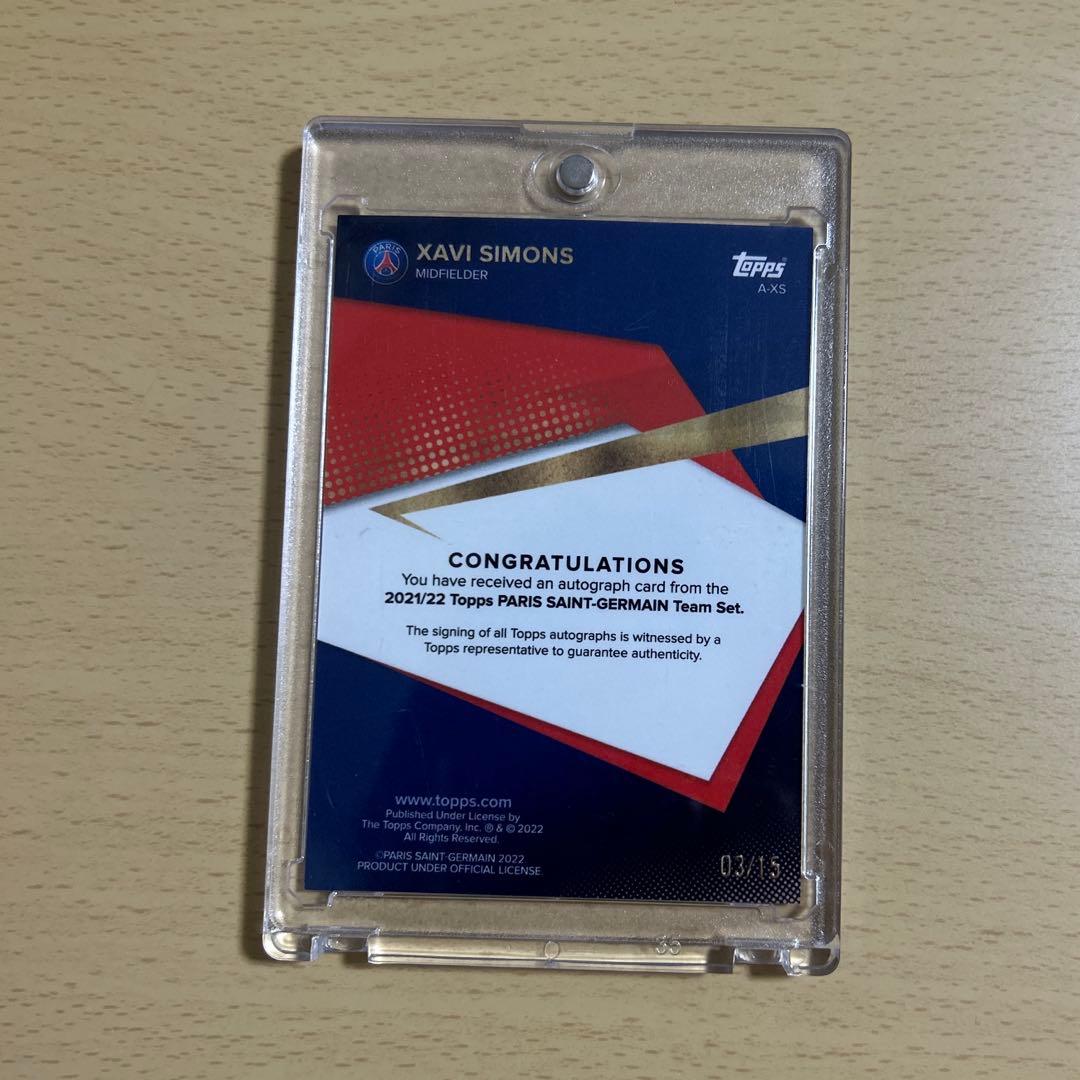 PARIS
XAVI SIMONS
MIDFIELDER
Topps
A-XS
CONGRATULATIONS
You have received an autograph card from the
2021/22 Topps PARIS SAINT-GERMAIN Team Set.
The signing of all Topps autographs is witnessed by a
Topps representative to guarantee authenticity.
www.topps.com
Published Under License by
The Topps Company, Inc. ® & © 2022
All Rights Reserved.
©PARIS SAINT-GERMAIN 2022
PRODUCT UNDER OFFICIAL LICENSE
03/15
35